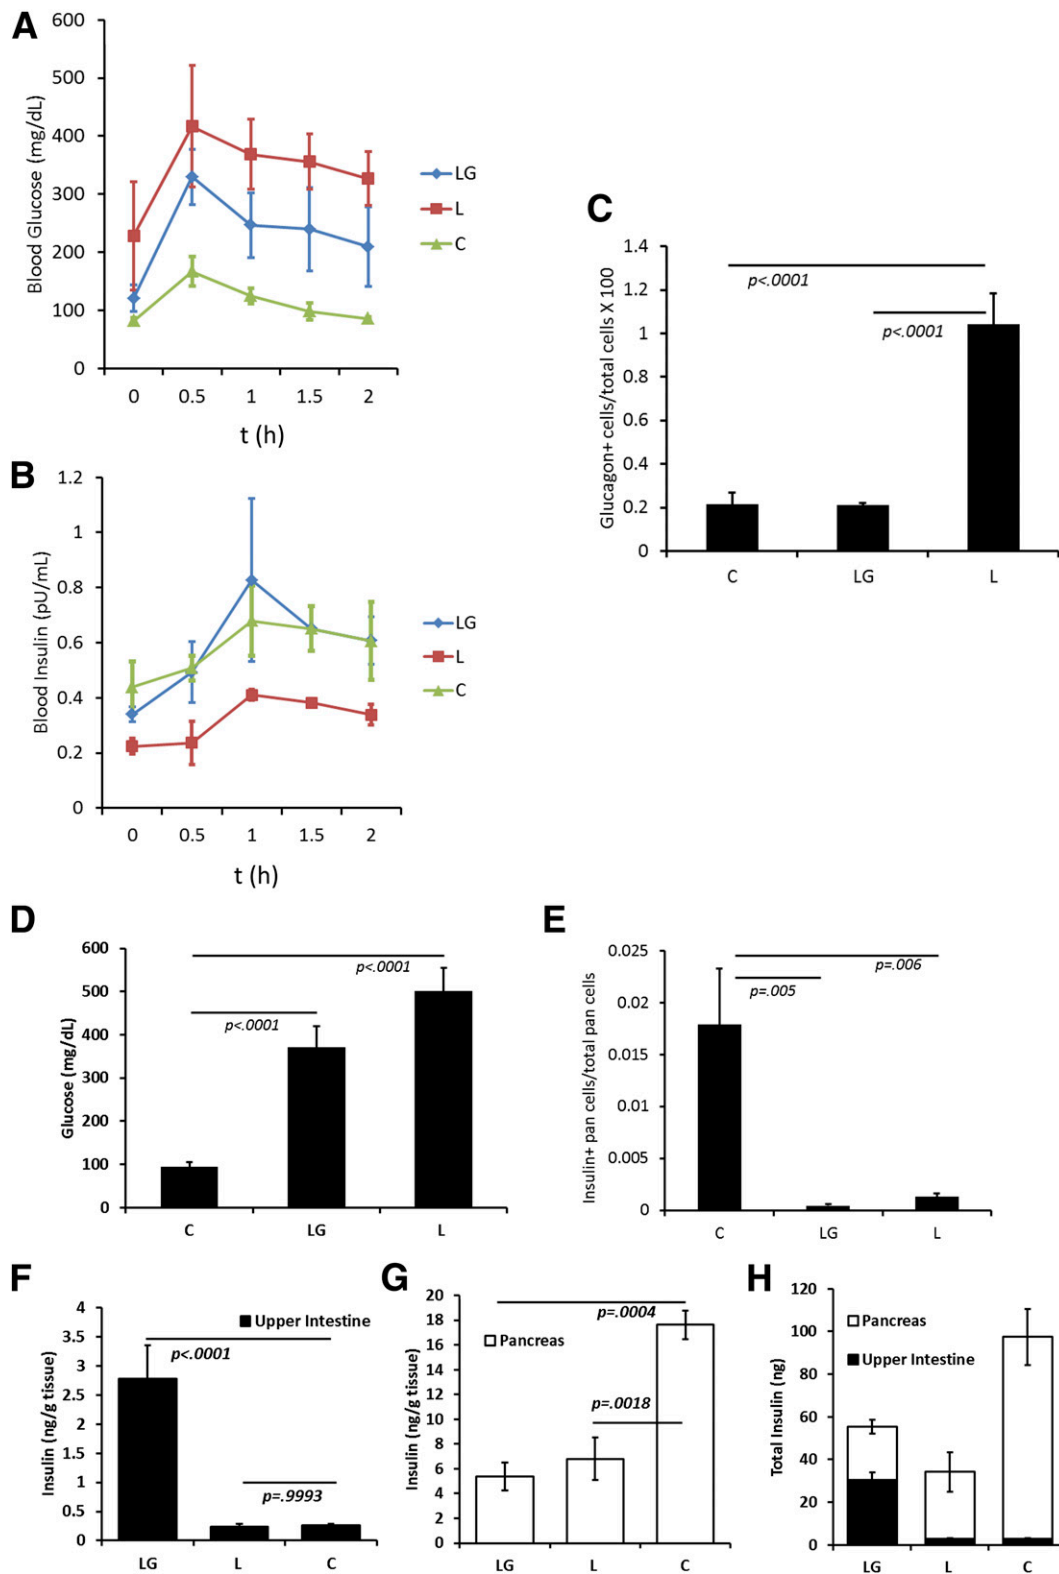 A
600
500
400
300
200
100
0
Blood Glucose (mg/dL)
0 0.5 1 1.5 2
t (h)
LG
L
C
B
1.2
1
0.8
0.6
0.4
0.2
0
Blood Insulin (pU/mL)
0 0.5 1 1.5 2
t (h)
LG
L
C
C
1.4
1.2
1
0.8
0.6
0.4
0.2
0
Glucagon+ cells/total cells X 100
p<.0001
p<.0001
C LG L
D
600
500
400
300
200
100
0
Glucose (mg/dL)
p<.0001
p<.0001
C LG L
E
0.025
0.02
0.015
0.01
0.005
0
Insulin+ pan cells/total pan cells
p=.006
p=.005
C LG L
F
4
3.5
3
2.5
2
1.5
1
0.5
0
Insulin (ng/g tissue)
Upper Intestine
p<.0001
p=.9993
LG L C
G
20
18
16
14
12
10
8
6
4
2
0
Insulin (ng/g tissue)
p=.0004
Pancreas
p=.0018
LG L C
H
120
100
80
60
40
20
0
Total Insulin (ng)
Pancreas
Upper Intestine
LG L C